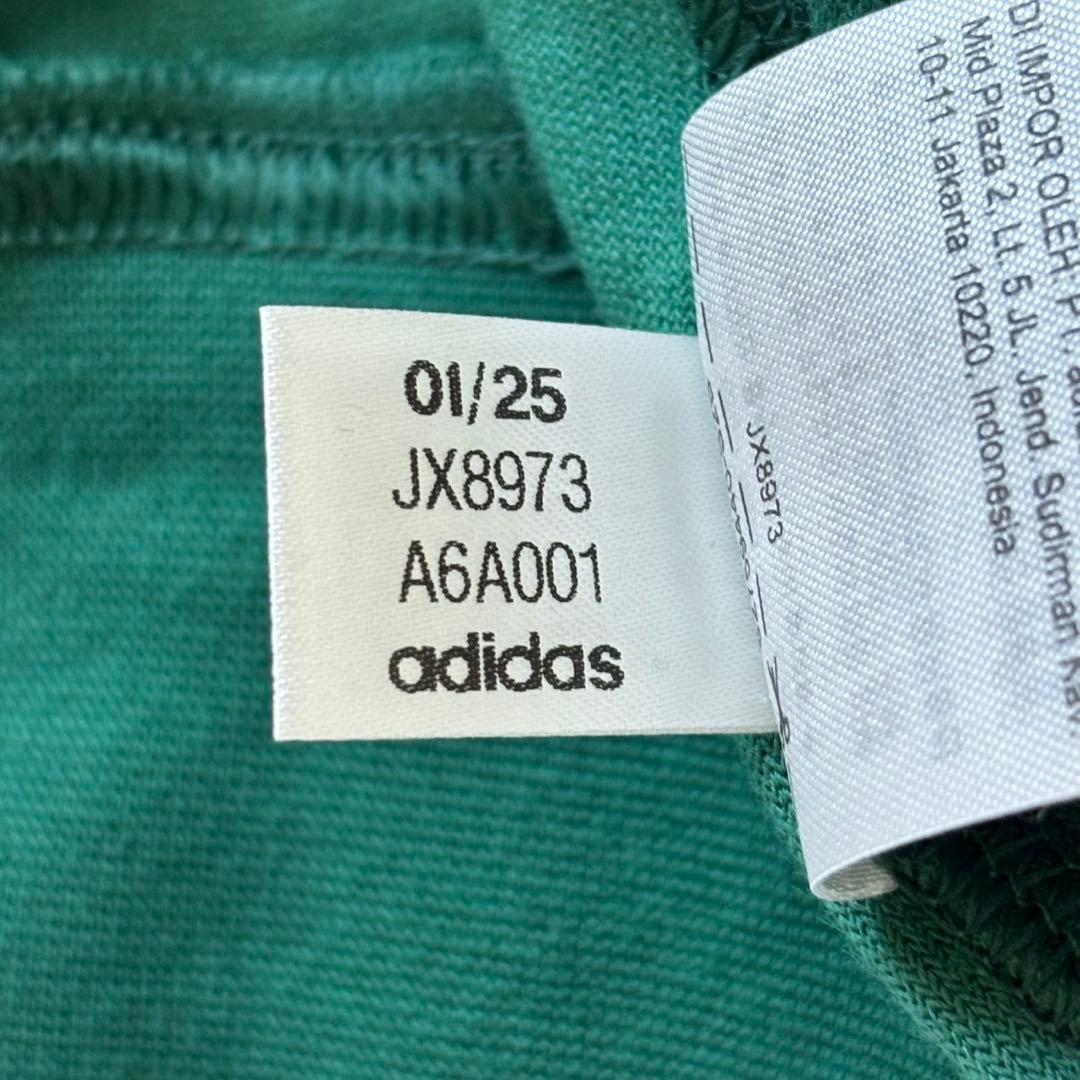 01/25
JX8973
A6A001
adidas
DI IMPOR OLEH PT.
Mid Plaza 2, Lt. 5 JL. Jend. Sudirman Kav.
10-11 Jakarta 10220, Indonesia
JX8973